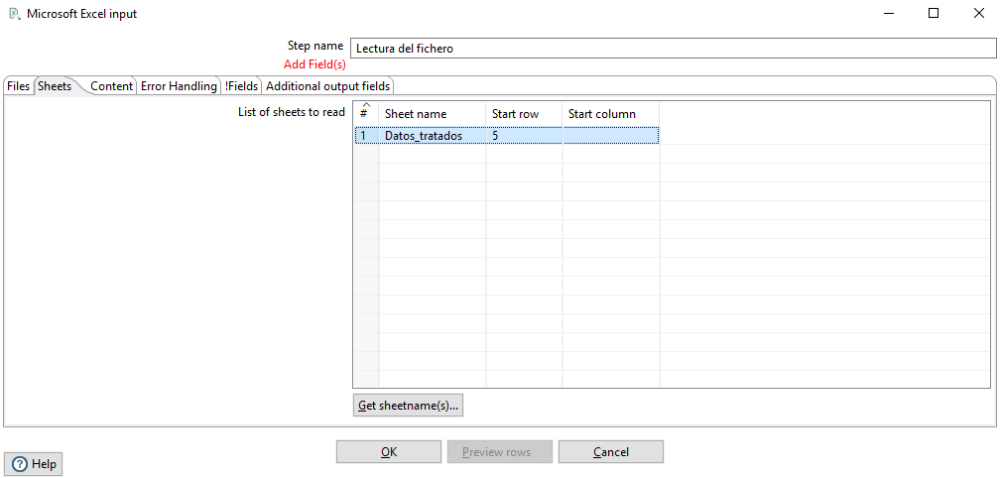 Microsoft Excel input
Step name Lectura del fichero
Add Field(s)
Files Sheets Content Error Handling !Fields Additional output fields
List of sheets to read # Sheet name Start row Start column
1 Datos_tratados 5
Get sheetname(s)...
OK Preview rows Cancel
Help